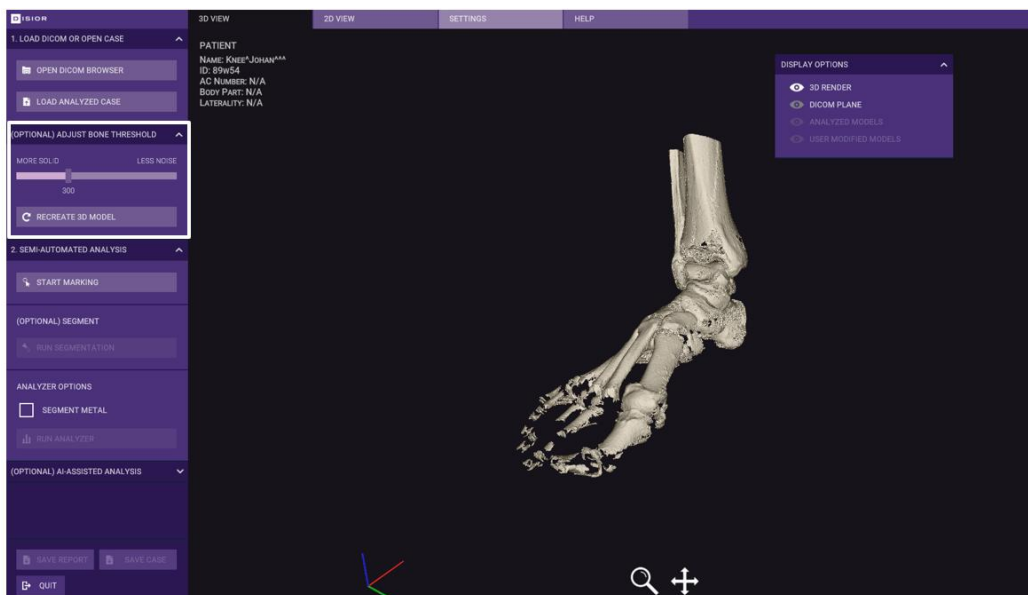 DISIOR
3D VIEW
2D VIEW
SETTINGS
HELP
1. LOAD DICOM OR OPEN CASE
OPEN DICOM BROWSER
LOAD ANALYZED CASE
(OPTIONAL) ADJUST BONE THRESHOLD
MORE SOLID LESS NOISE
300
RECREATE 3D MODEL
2. SEMI-AUTOMATED ANALYSIS
START MARKING
(OPTIONAL) SEGMENT
RUN SEGMENTATION
ANALYZER OPTIONS
SEGMENT METAL
RUN ANALYZER
(OPTIONAL) AI-ASSISTED ANALYSIS
SAVE REPORT SAVE CASE
QUIT
PATIENT
NAME: KNEE^JOHAN^^^
ID: 89W54
AC NUMBER: N/A
BODY PART: N/A
LATERALITY: N/A
DISPLAY OPTIONS
3D RENDER
DICOM PLANE
ANALYZED MODELS
USER MODIFIED MODELS